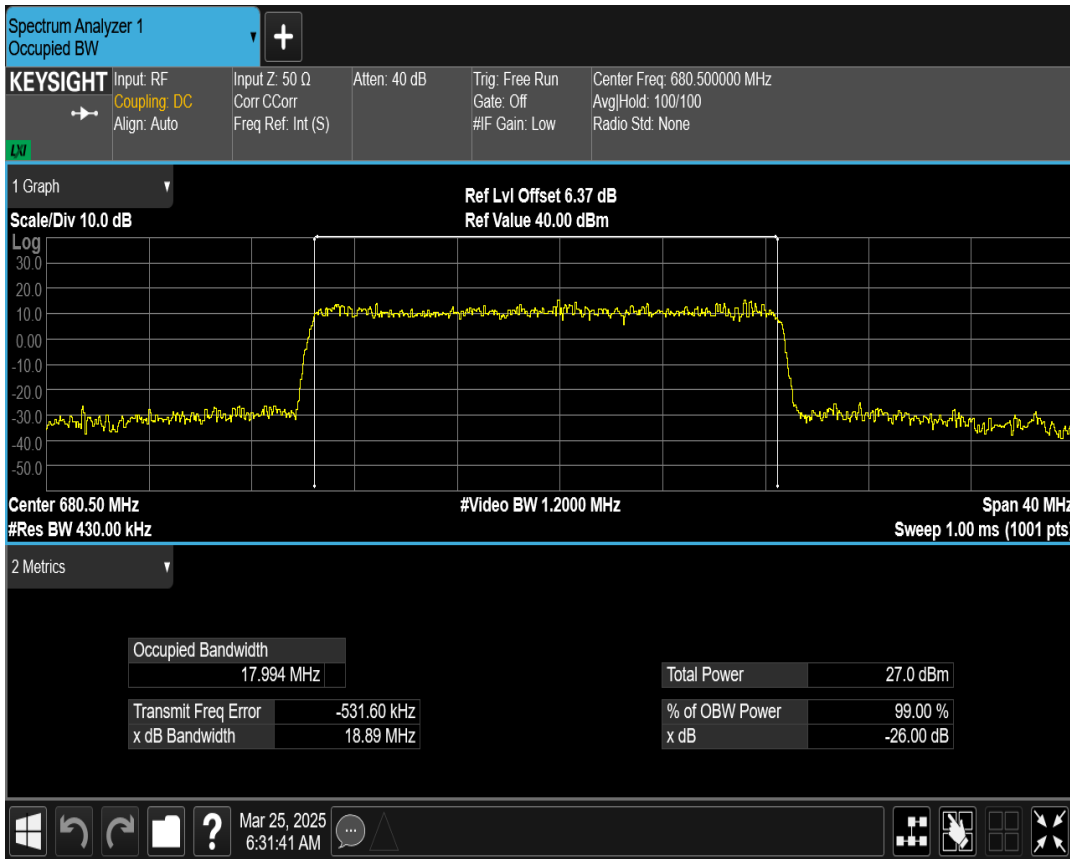 Spectrum Analyzer 1
Occupied BW
KEYSIGHT
LXI
Input: RF
Coupling: DC
Align: Auto
Input Z: 50 Ω
Corr CCorr
Freq Ref: Int (S)
Atten: 40 dB
Trig: Free Run
Gate: Off
#IF Gain: Low
Center Freq: 680.500000 MHz
Avg|Hold: 100/100
Radio Std: None
1 Graph
Scale/Div 10.0 dB
Ref Lvl Offset 6.37 dB
Ref Value 40.00 dBm
Log
30.0
20.0
10.0
0.00
-10.0
-20.0
-30.0
-40.0
-50.0
Center 680.50 MHz
#Video BW 1.2000 MHz
Span 40 MHz
#Res BW 430.00 kHz
Sweep 1.00 ms (1001 pts)
2 Metrics
Occupied Bandwidth
17.994 MHz
Total Power 27.0 dBm
Transmit Freq Error -531.60 kHz
% of OBW Power 99.00 %
x dB Bandwidth 18.89 MHz
x dB -26.00 dB
?
Mar 25, 2025
6:31:41 AM